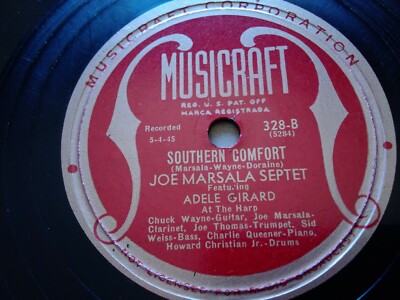 MUSICRAFT CORPORATION
MUSICRAFT
REG. U. S. PAT. OFF
MARCA REGISTRADA
Recorded
5-4-45
328-B
(5284)
SOUTHERN COMFORT
(Marsala-Wayne-Doraine)
JOE MARSALA SEPTET
Featuring
ADELE GIRARD
At The Harp
Chuck Wayne-Guitar, Joe Marsala-
Clarinet, Joe Thomas-Trumpet, Sid
Weiss-Bass, Charlie Queener-Piano,
Howard Christian Jr.-Drums
NOT LICENSED